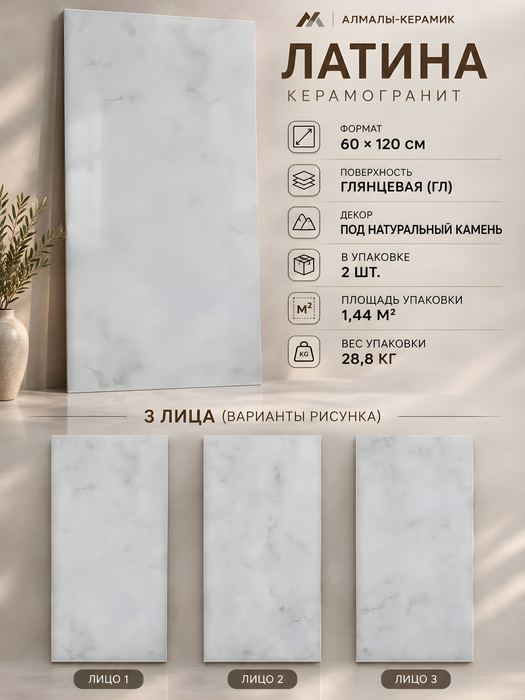 АЛМАЛЫ-КЕРАМИК
ЛАТИНА
КЕРАМОГРАНИТ
ФОРМАТ
60 × 120 см
ПОВЕРХНОСТЬ
ГЛЯНЦЕВАЯ (ГЛ)
ДЕКОР
ПОД НАТУРАЛЬНЫЙ КАМЕНЬ
В УПАКОВКЕ
2 ШТ.
М²
ПЛОЩАДЬ УПАКОВКИ
1,44 М²
KG
ВЕС УПАКОВКИ
28,8 КГ
3 ЛИЦА (ВАРИАНТЫ РИСУНКА)
ЛИЦО 1
ЛИЦО 2
ЛИЦО 3